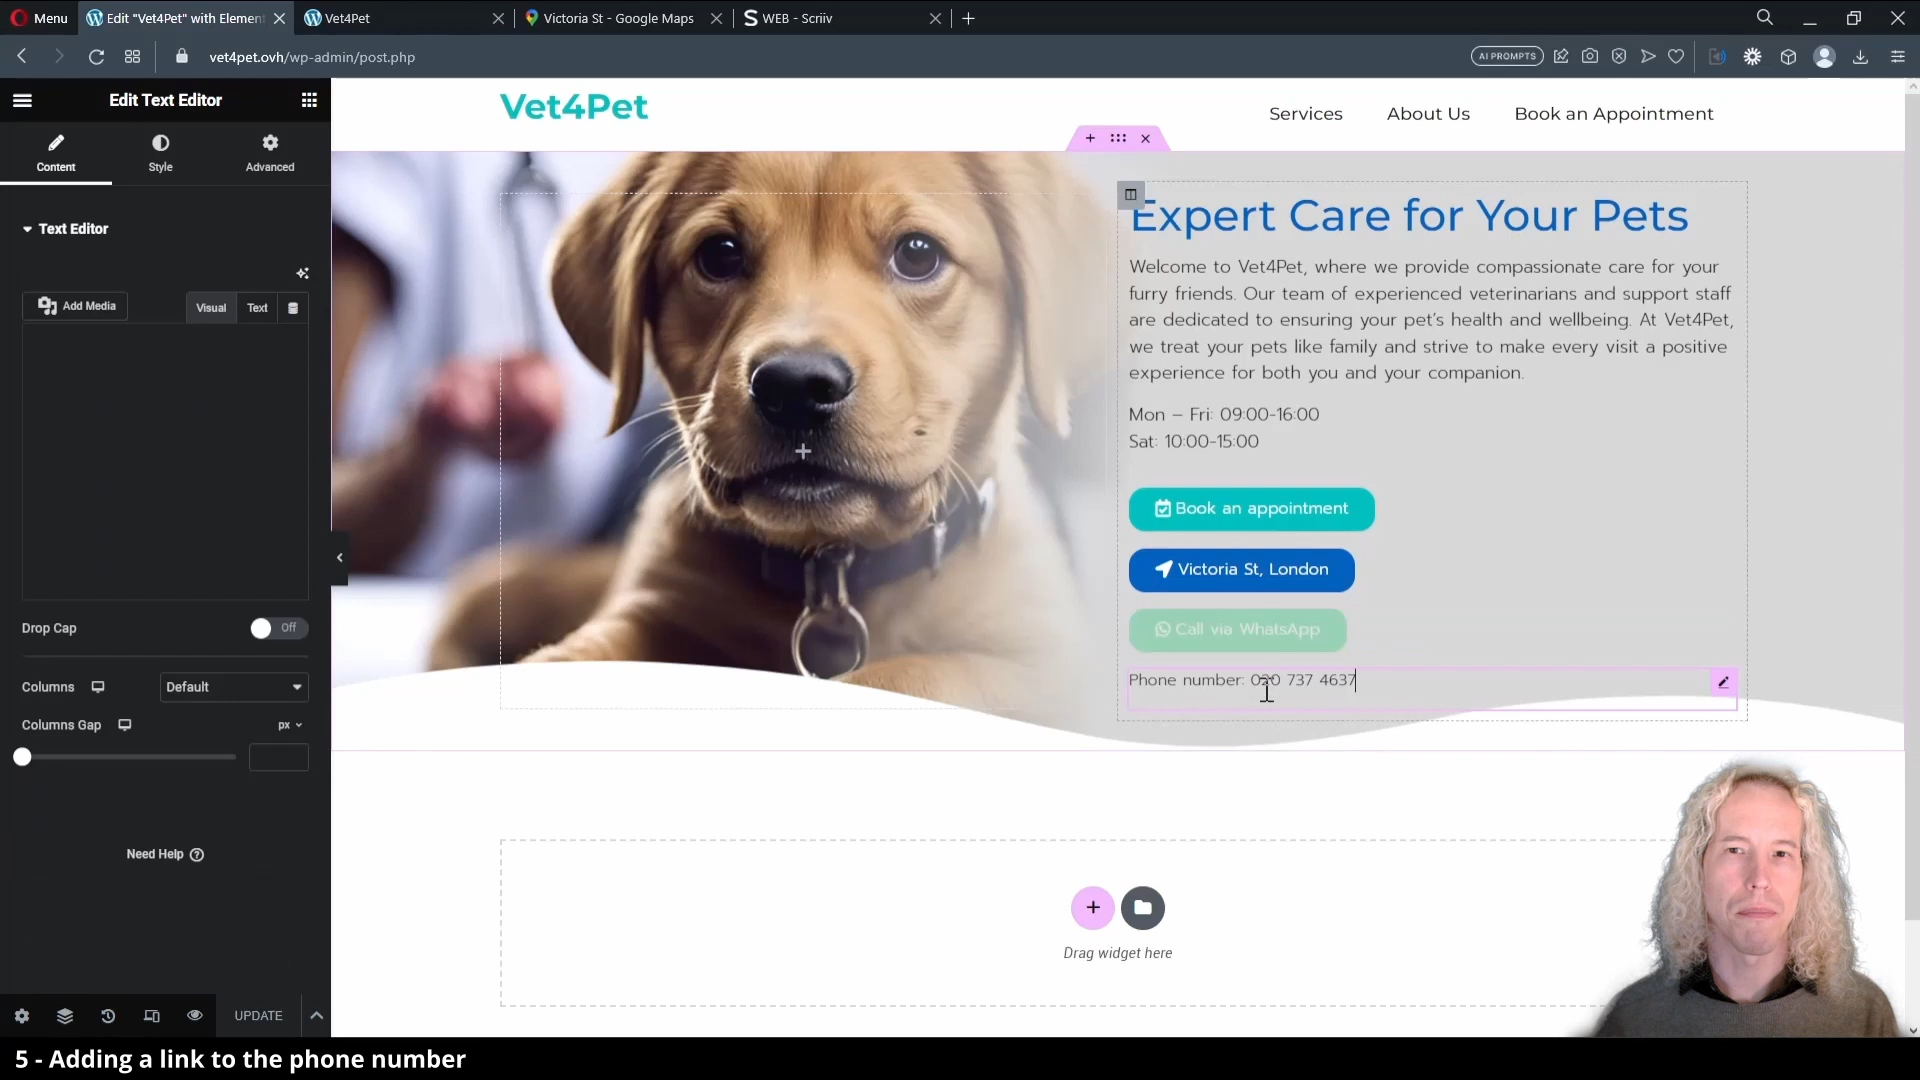 Menu
Edit "Vet4Pet" with Element
Vet4Pet
Victoria St - Google Maps
WEB - Scriiv
vet4pet.ovh/wp-admin/post.php
AI PROMPTS
Edit Text Editor
Content
Style
Advanced
Text Editor
Add Media
Visual
Text
Drop Cap
Off
Columns
Default
Columns Gap
px
Need Help
UPDATE
Vet4Pet
Services
About Us
Book an Appointment
Expert Care for Your Pets
Welcome to Vet4Pet, where we provide compassionate care for your
furry friends. Our team of experienced veterinarians and support staff
are dedicated to ensuring your pet's health and wellbeing. At Vet4Pet,
we treat your pets like family and strive to make every visit a positive
experience for both you and your companion.
Mon – Fri: 09:00-16:00
Sat: 10:00-15:00
Book an appointment
Victoria St, London
Call via WhatsApp
Phone number: 020 737 4637
Drag widget here
5 - Adding a link to the phone number